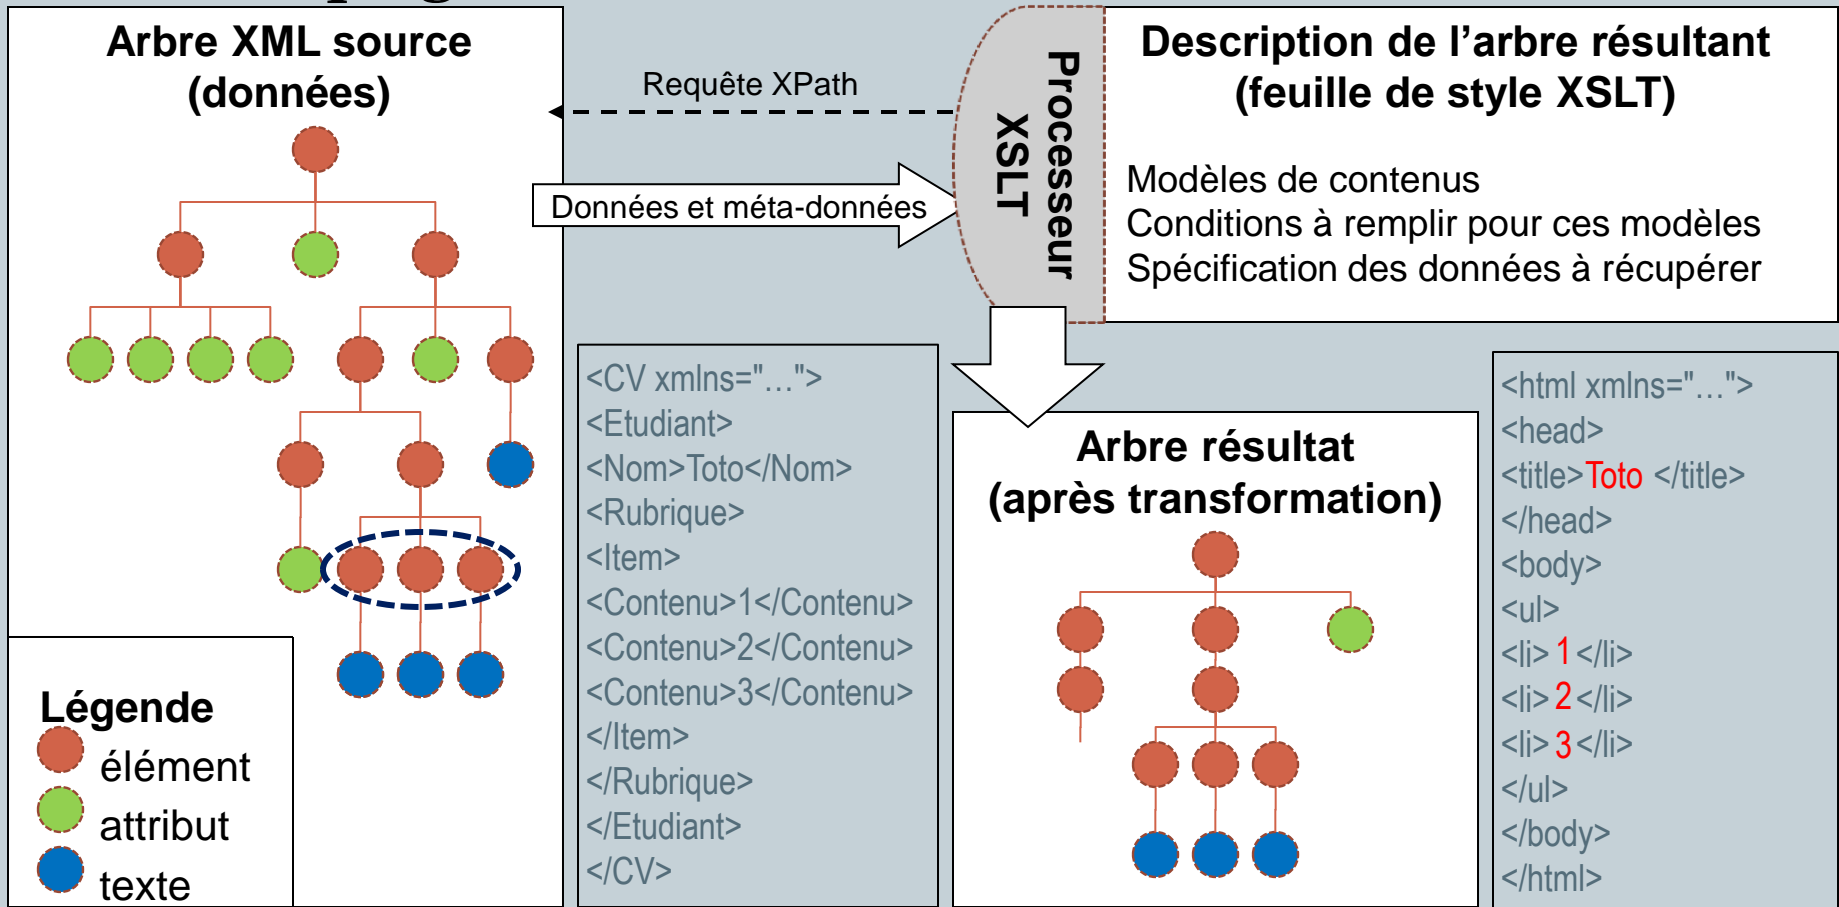 Arbre XML source
(données)
Requête XPath
Données et méta-données
Processeur
XSLT
Description de l’arbre résultant
(feuille de style XSLT)
Modèles de contenus
Conditions à remplir pour ces modèles
Spécification des données à récupérer
Légende
élément
attribut
texte
<CV xmlns="…">
<Etudiant>
<Nom>Toto</Nom>
<Rubrique>
<Item>
<Contenu>1</Contenu>
<Contenu>2</Contenu>
<Contenu>3</Contenu>
</Item>
</Rubrique>
</Etudiant>
</CV>
Arbre résultat
(après transformation)
<html xmlns="…">
<head>
<title>Toto </title>
</head>
<body>
<ul>
<li> 1 </li>
<li> 2 </li>
<li> 3 </li>
</ul>
</body>
</html>